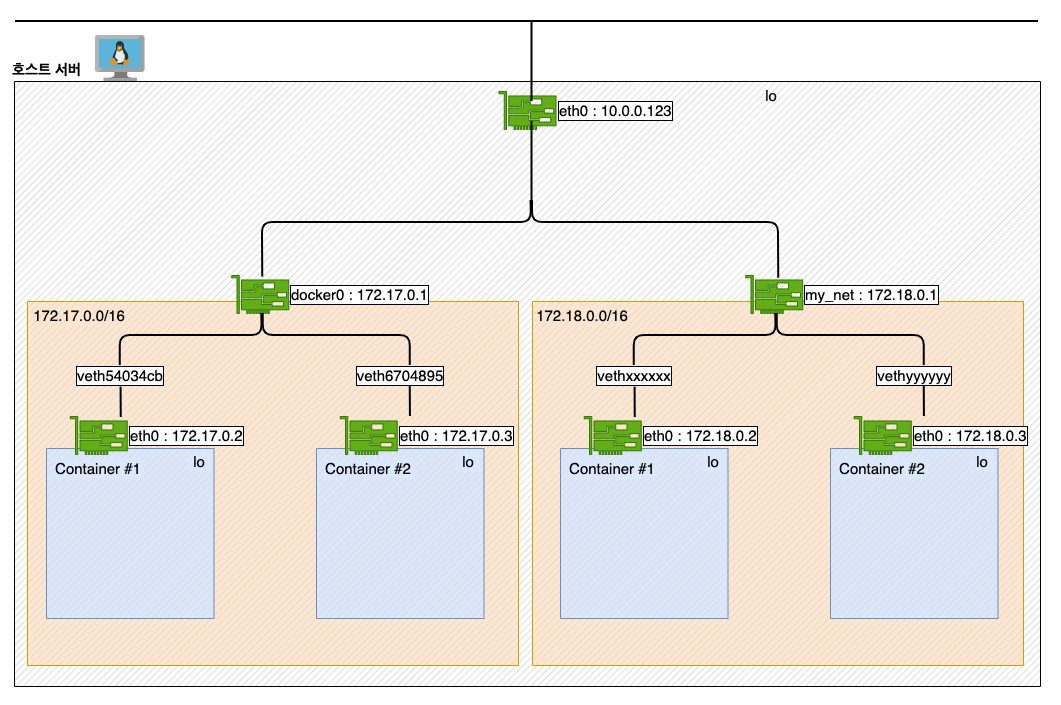 호스트 서버
lo
eth0 : 10.0.0.123
docker0 : 172.17.0.1
my_net : 172.18.0.1
172.17.0.0/16
172.18.0.0/16
veth54034cb
veth6704895
vethxxxxxx
vethyyyyyy
eth0 : 172.17.0.2
eth0 : 172.17.0.3
eth0 : 172.18.0.2
eth0 : 172.18.0.3
Container #1
lo
Container #2
lo
Container #1
lo
Container #2
lo